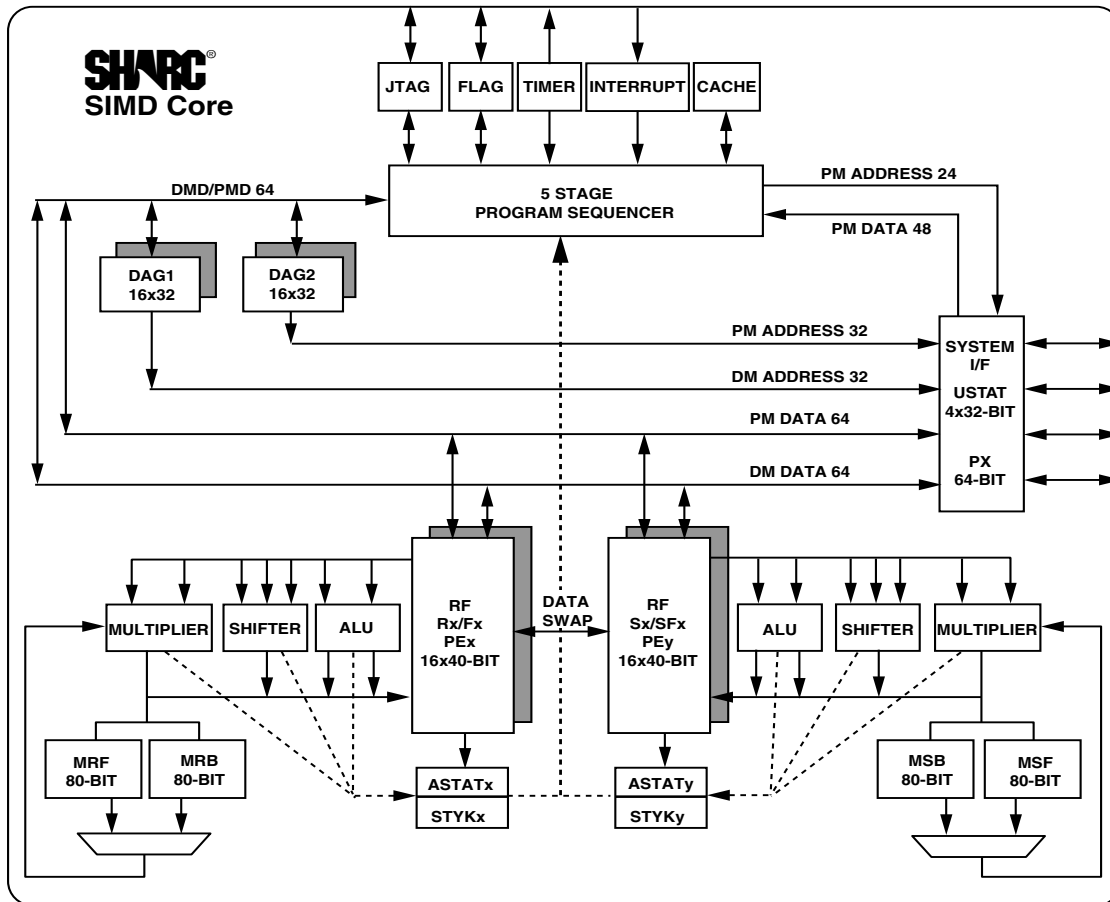 SHARC®
SIMD Core
JTAG
FLAG
TIMER
INTERRUPT
CACHE
5 STAGE
PROGRAM SEQUENCER
PM ADDRESS 24
PM DATA 48
DMD/PMD 64
DAG1
16x32
DAG2
16x32
PM ADDRESS 32
DM ADDRESS 32
PM DATA 64
DM DATA 64
SYSTEM
I/F
USTAT
4x32-BIT
PX
64-BIT
MULTIPLIER
SHIFTER
ALU
RF
Rx/Fx
PEx
16x40-BIT
DATA
SWAP
RF
Sx/SFx
PEy
16x40-BIT
ALU
SHIFTER
MULTIPLIER
MRF
80-BIT
MRB
80-BIT
ASTATx
STYKx
ASTATy
STYKy
MSB
80-BIT
MSF
80-BIT